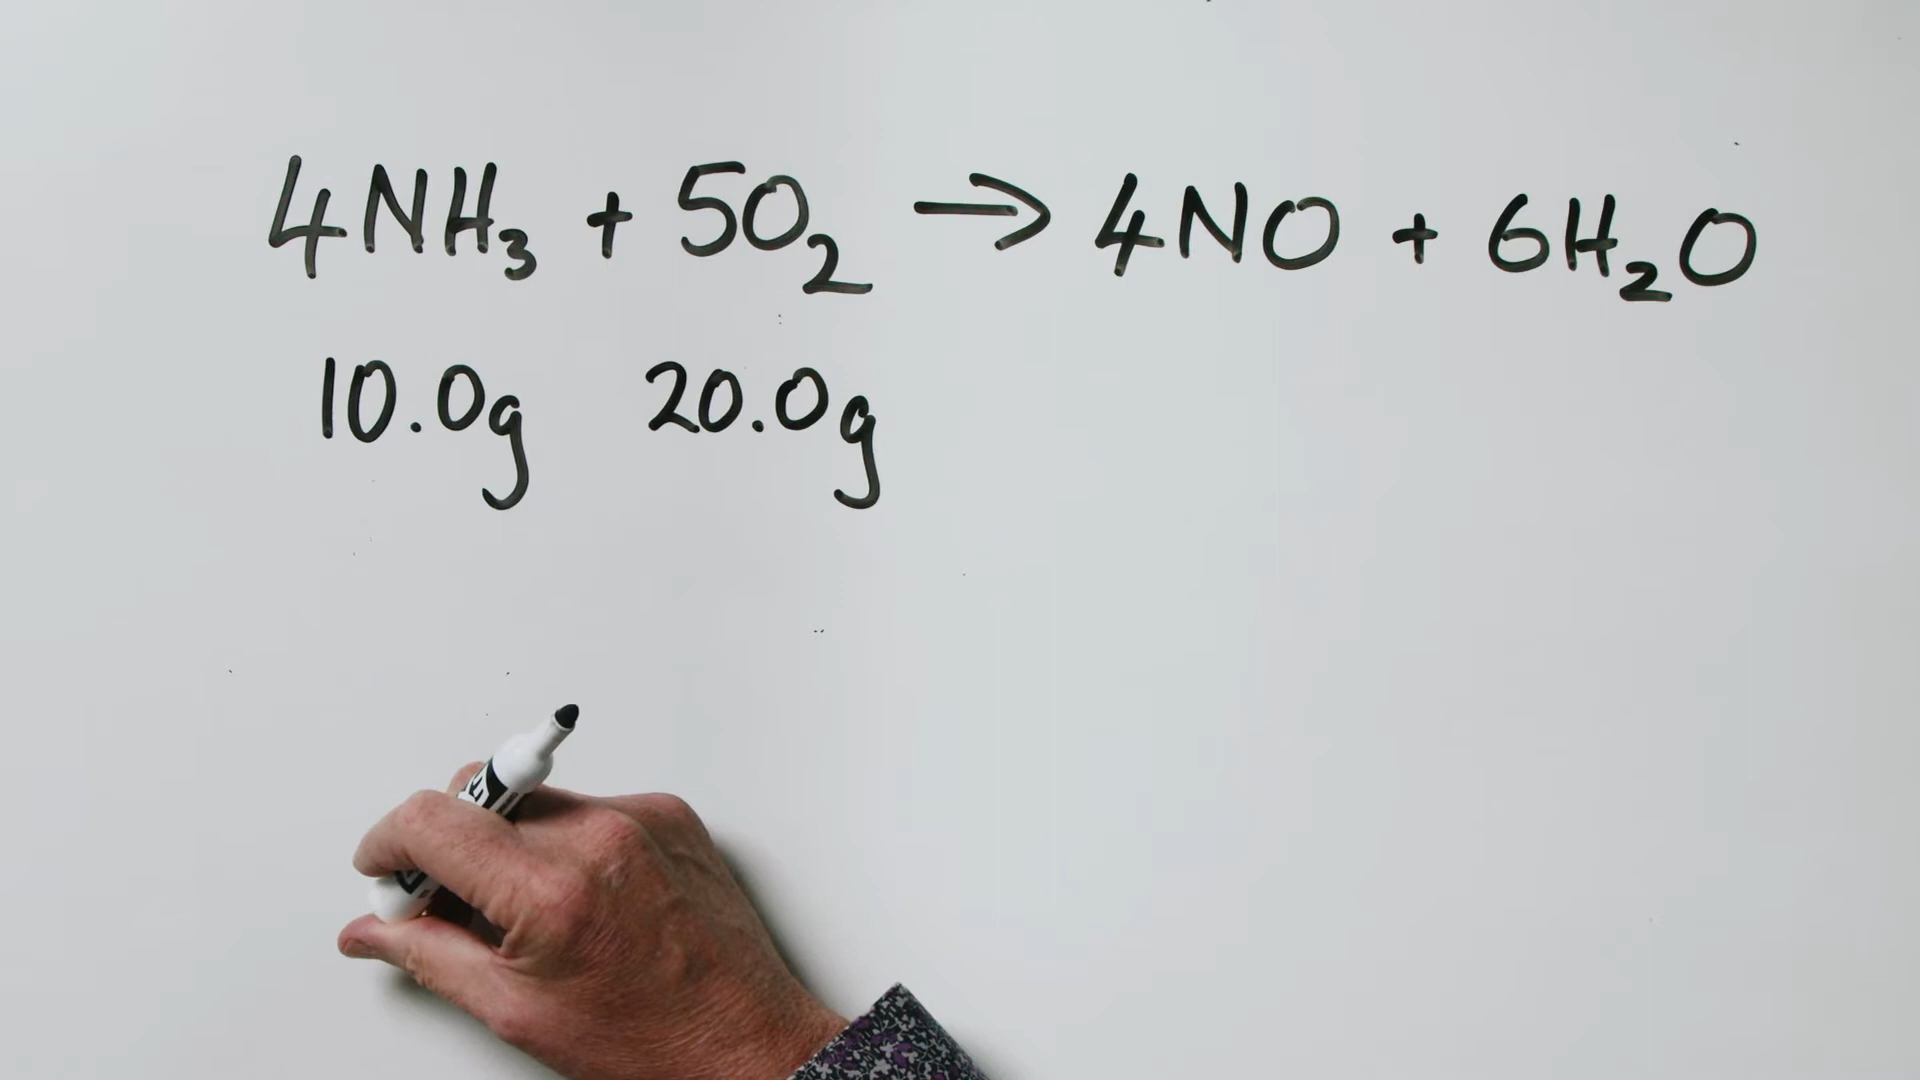 4NH₃ + 5O₂ → 4NO + 6H₂O
10.0g 20.0g